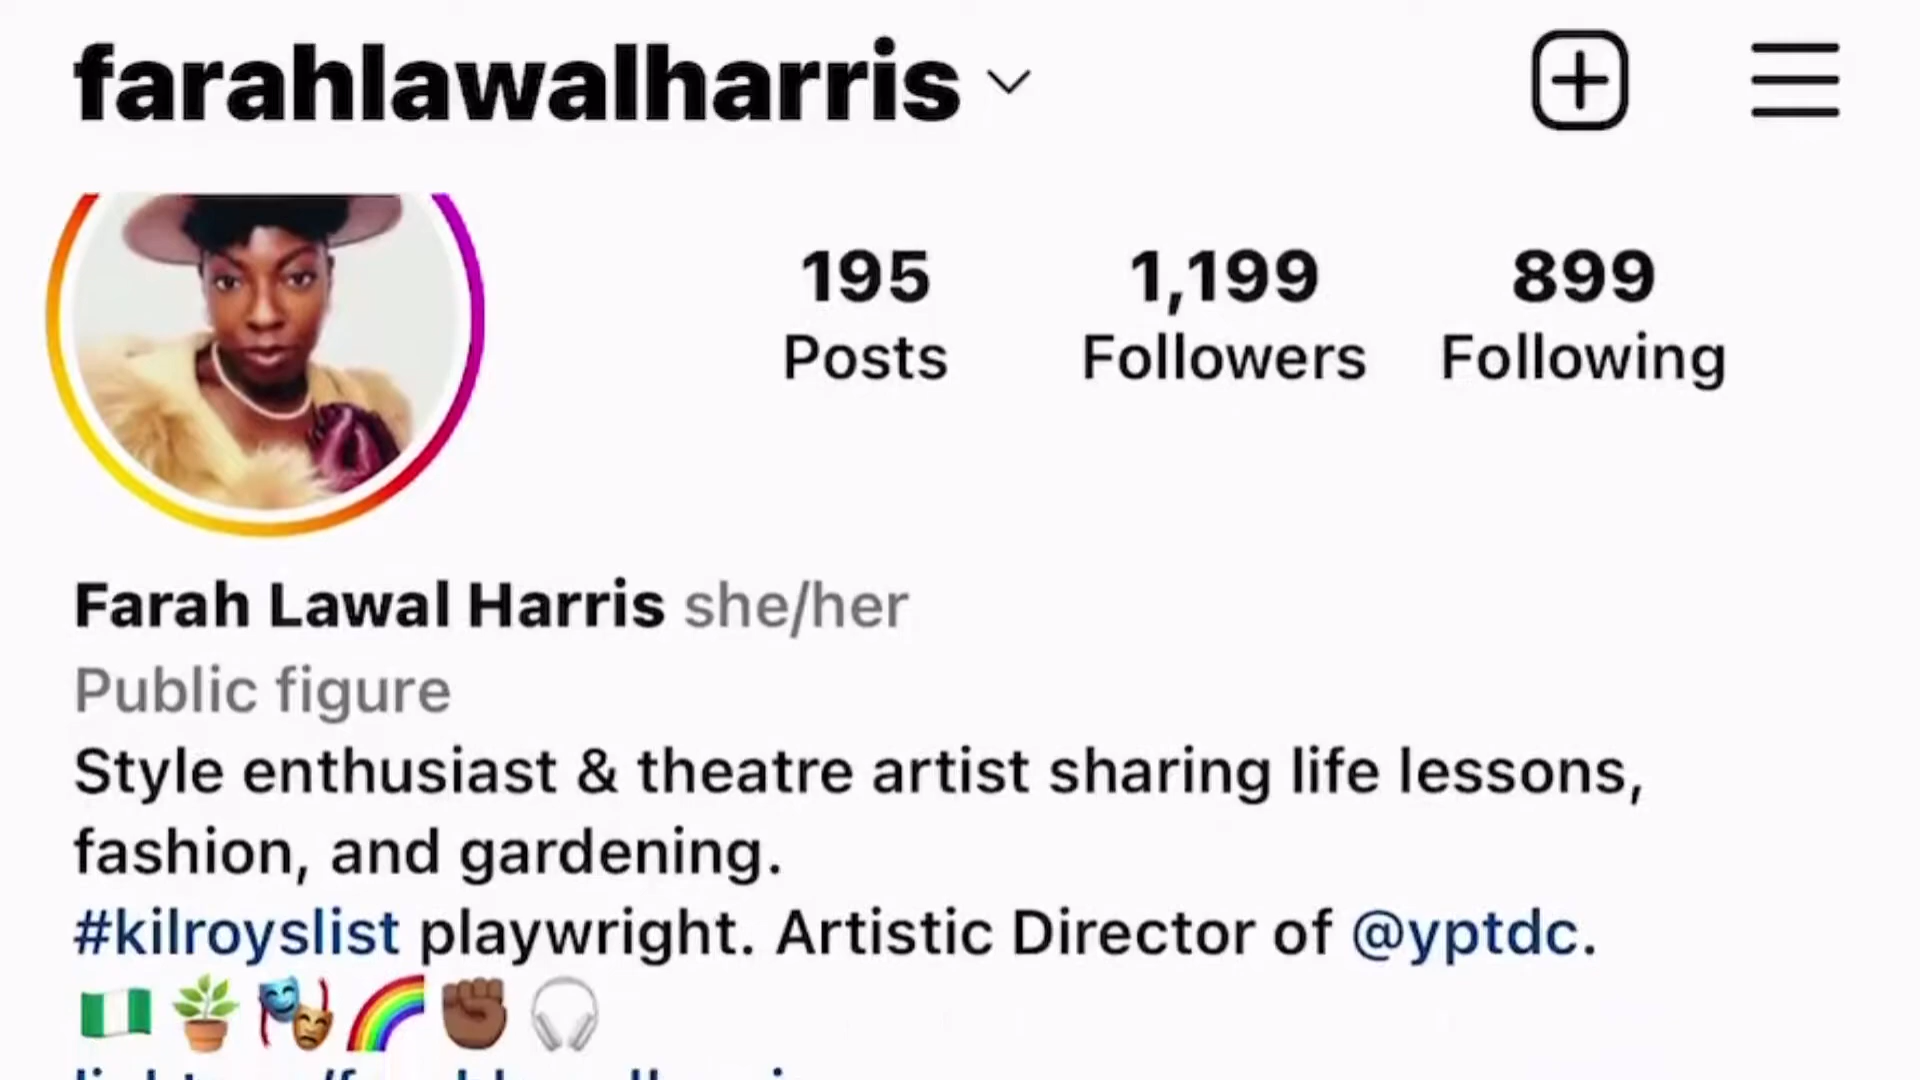 farahlawalharris
195 1,199 899
Posts Followers Following
Farah Lawal Harris she/her
Public figure
Style enthusiast & theatre artist sharing life lessons,
fashion, and gardening.
#kilroyslist playwright. Artistic Director of @yptdc.
🇳🇬 🪴 🎭 🌈 ✊🏾 🎧